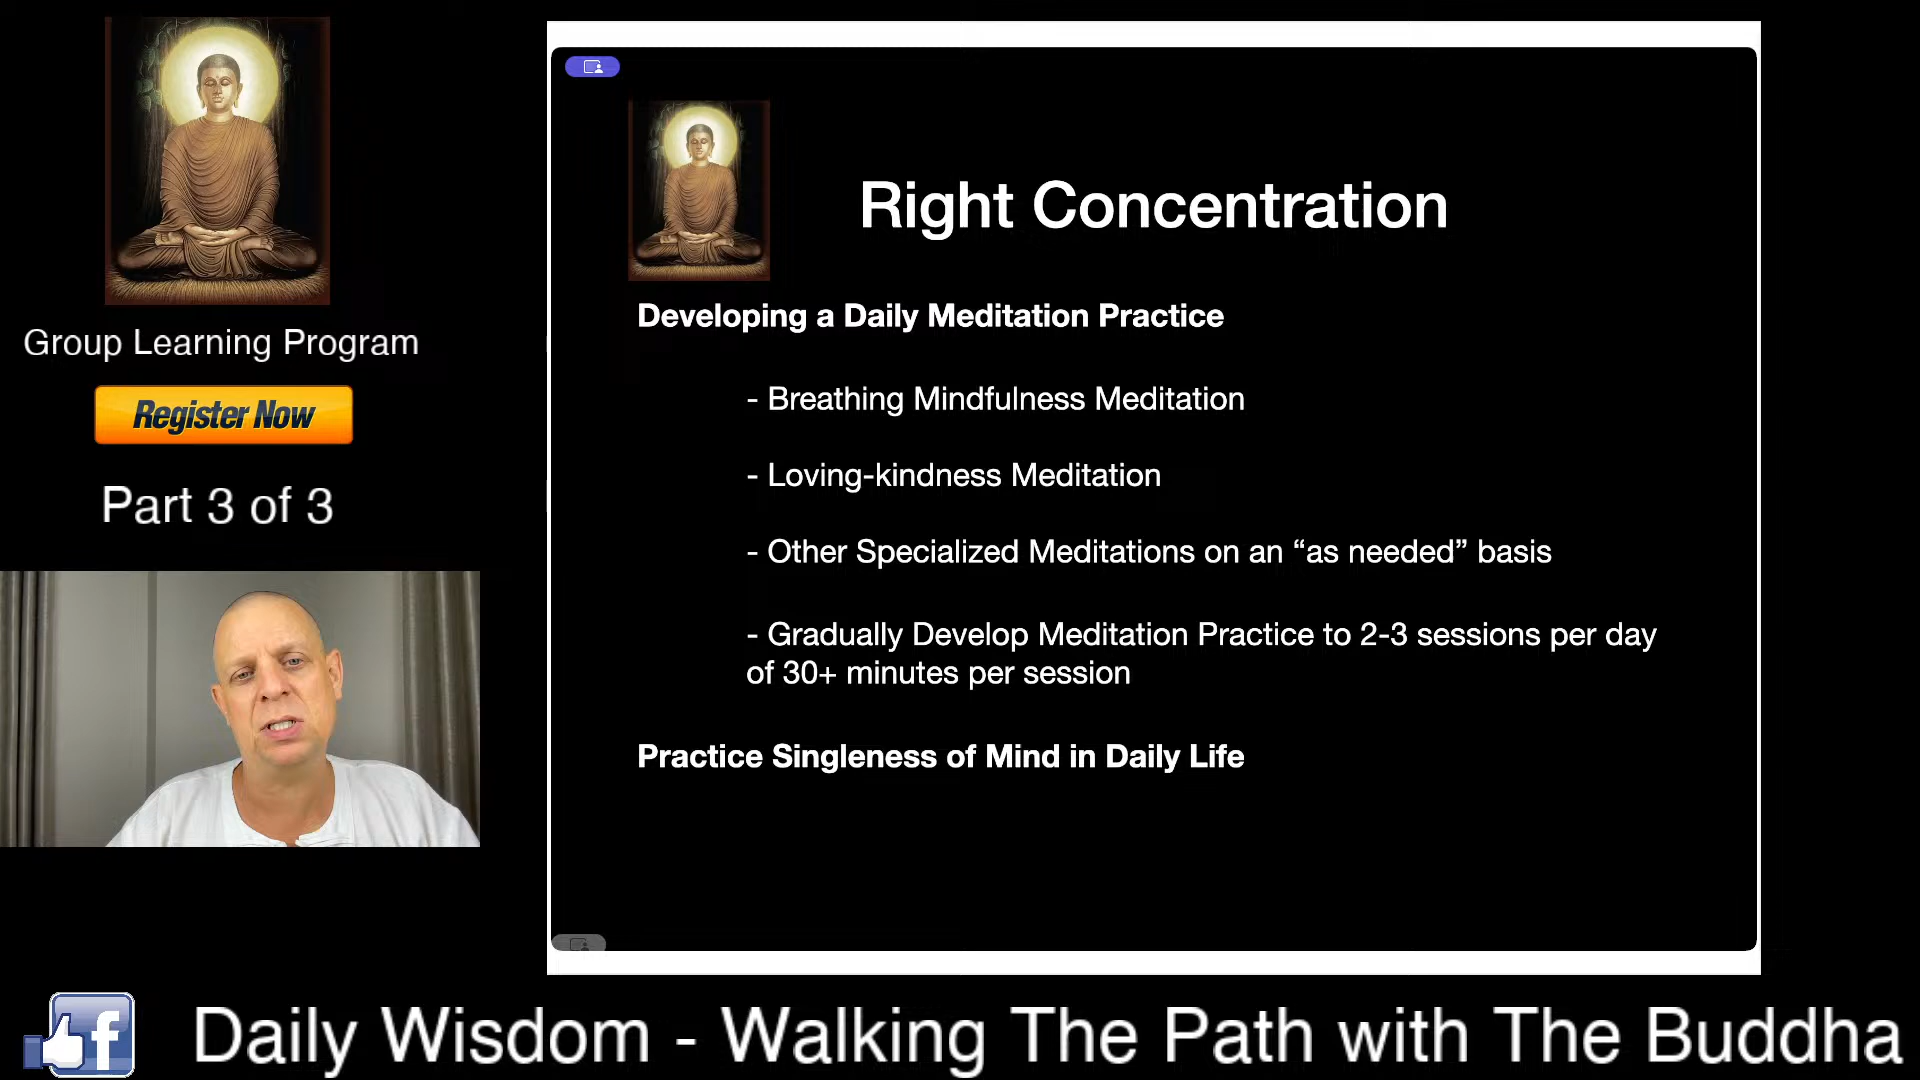 Group Learning Program
Register Now
Part 3 of 3
Right Concentration
Developing a Daily Meditation Practice
- Breathing Mindfulness Meditation
- Loving-kindness Meditation
- Other Specialized Meditations on an “as needed” basis
- Gradually Develop Meditation Practice to 2-3 sessions per day
of 30+ minutes per session
Practice Singleness of Mind in Daily Life
f Daily Wisdom - Walking The Path with The Buddha